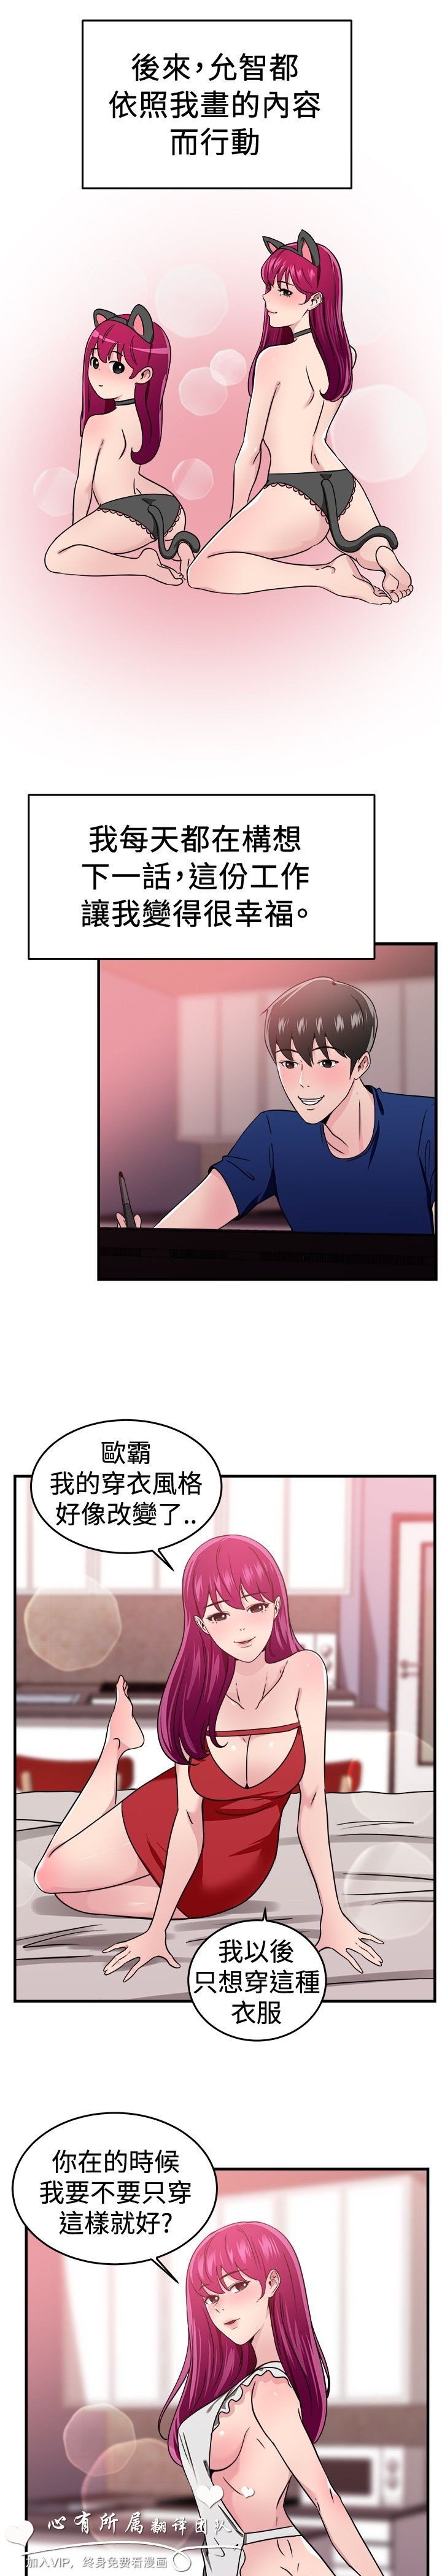 後來，允智都
依照我畫的內容
而行動
我每天都在構想
下一話，這份工作
讓我變得很幸福。
歐霸
我的穿衣風格
好像改變了..
我以後
只想穿這種
衣服
你在的時候
我要不要只穿
這樣就好?
心有所属翻译团队
加入VIP，终身免费看漫画